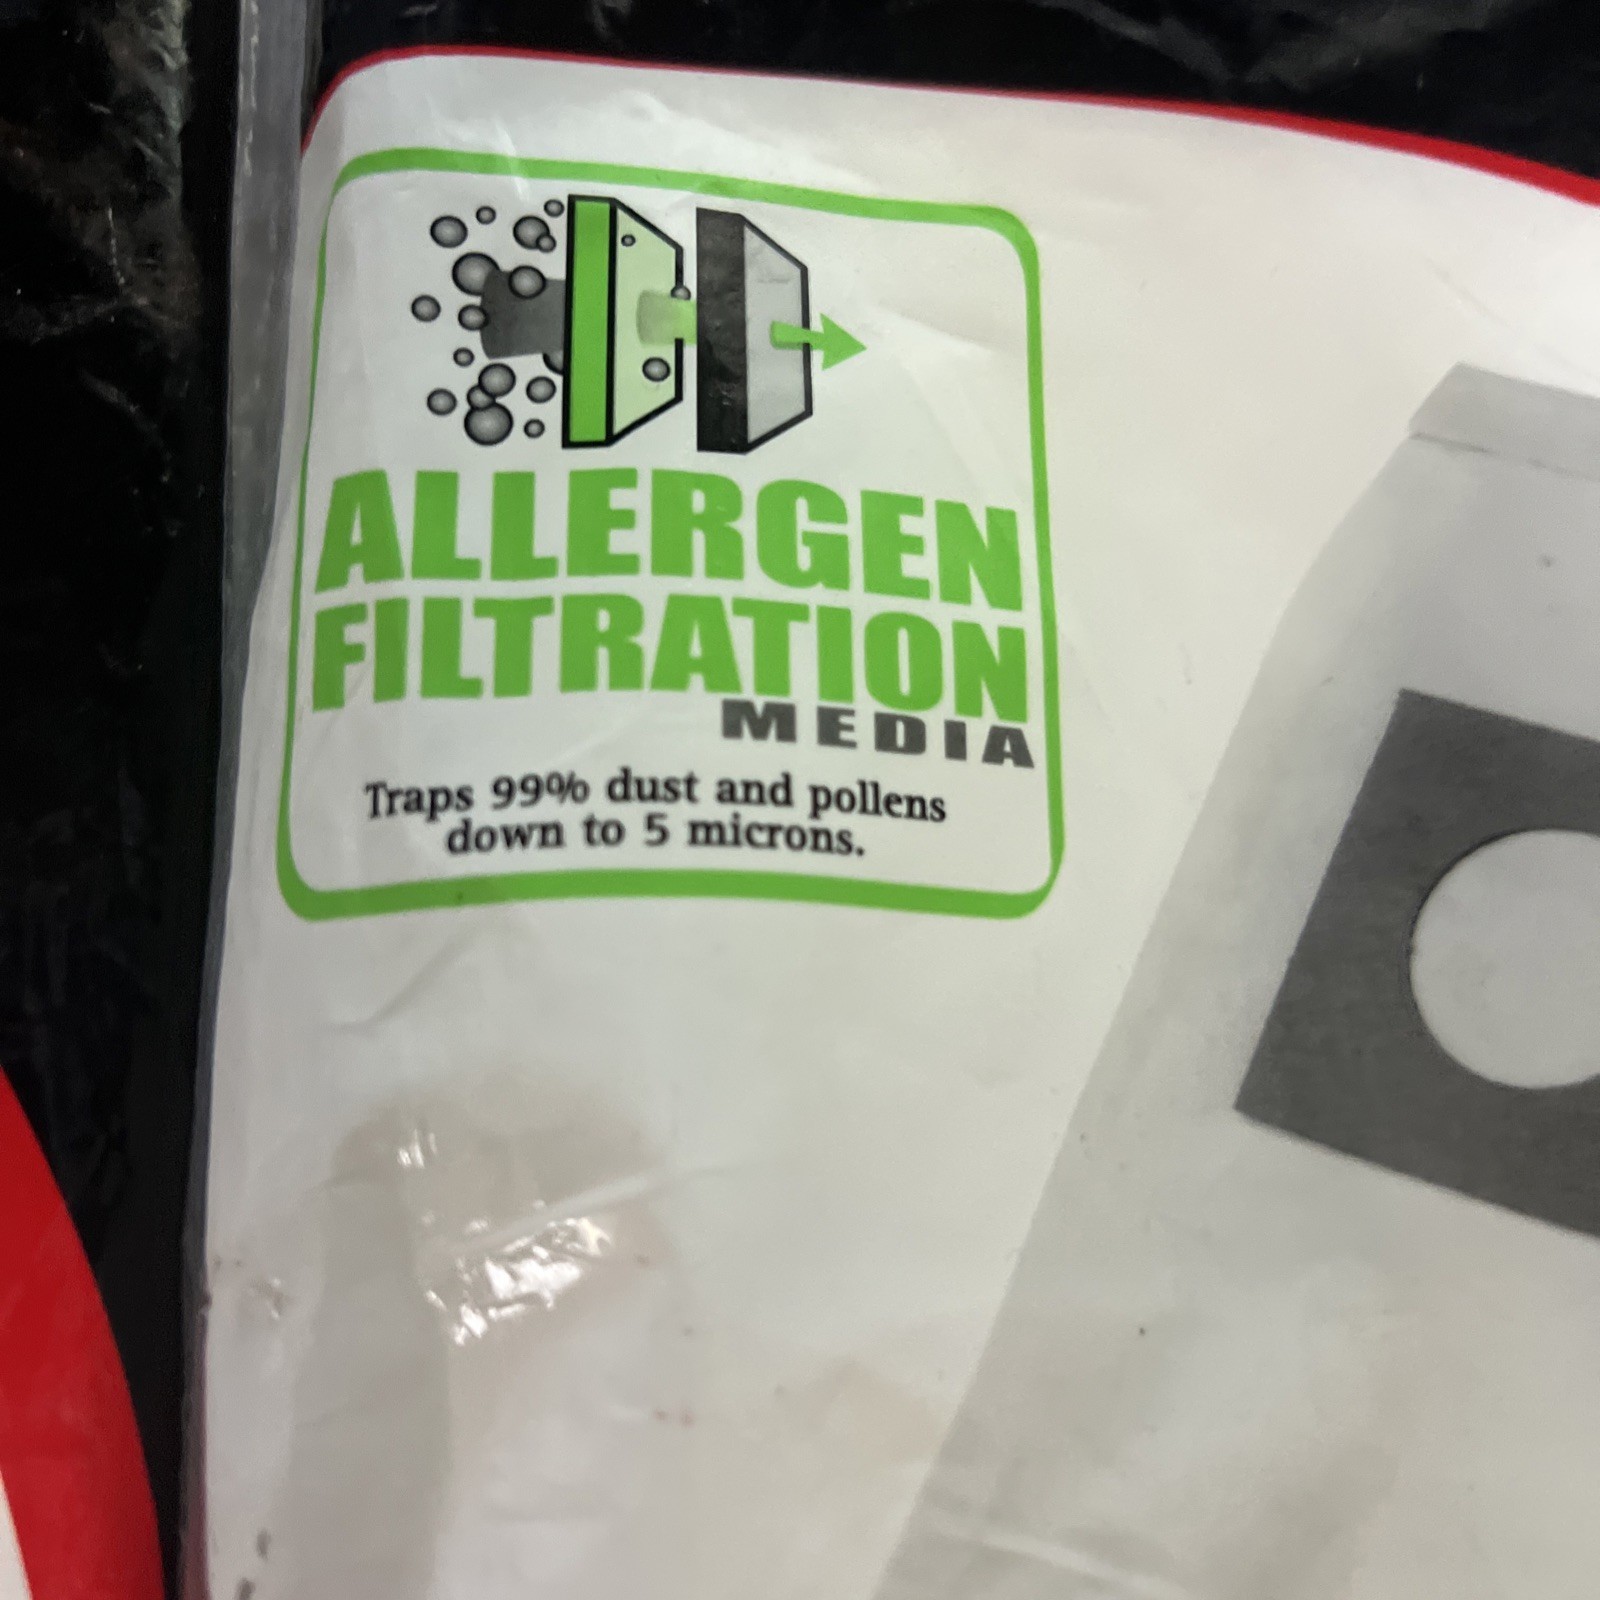 ALLERGEN
FILTRATION
MEDIA
Traps 99% dust and pollens
down to 5 microns.